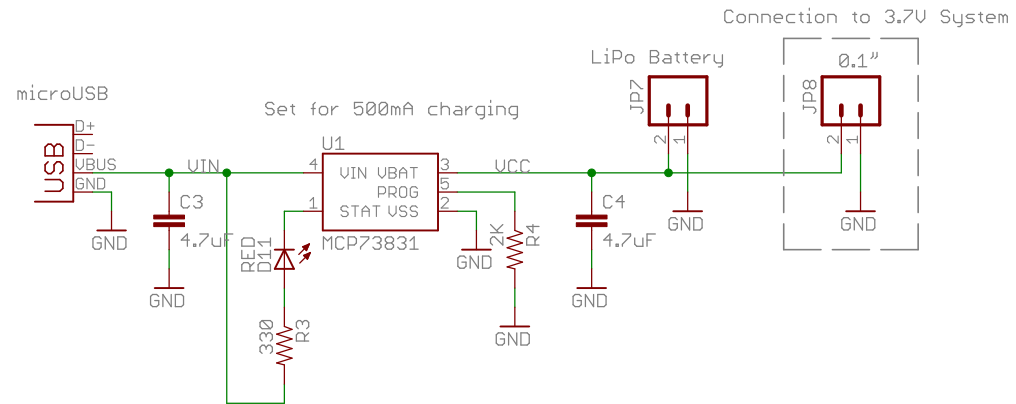 Connection to 3.7V System
LiPo Battery
0.1"
microUSB
JP7
JP8
Set for 500mA charging
USB
D+
D-
VBUS
GND
VIN
U1
4
VIN VBAT
3
VCC
PROG
5
1
STAT VSS
2
MCP73831
2
1
2
1
C3
4.7uF
C4
4.7uF
GND
GND
GND
GND
GND
RED
D11
2K
R4
GND
GND
330
R3
GND